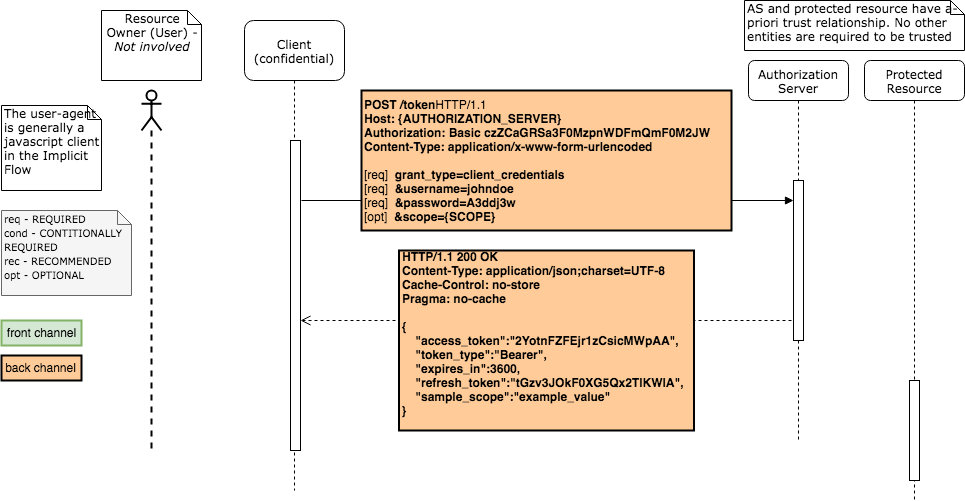 Resource
Owner (User) -
Not involved
Client
(confidential)
AS and protected resource have a-
priori trust relationship. No other
entities are required to be trusted
Authorization
Server
Protected
Resource
The user-agent
is generally a
javascript client
in the Implicit
Flow
req - REQUIRED
cond - CONTITIONALLY
REQUIRED
rec - RECOMMENDED
opt - OPTIONAL
front channel
back channel
POST /tokenHTTP/1.1
Host: {AUTHORIZATION_SERVER}
Authorization: Basic czZCaGRSa3F0MzpnWDFmQmF0M2JW
Content-Type: application/x-www-form-urlencoded
[req] grant_type=client_credentials
[req] &username=johndoe
[req] &password=A3ddj3w
[opt] &scope={SCOPE}
HTTP/1.1 200 OK
Content-Type: application/json;charset=UTF-8
Cache-Control: no-store
Pragma: no-cache
{
"access_token":"2YotnFZFEjr1zCsicMWpAA",
"token_type":"Bearer",
"expires_in":3600,
"refresh_token":"tGzv3JOkF0XG5Qx2TlKWIA",
"sample_scope":"example_value"
}